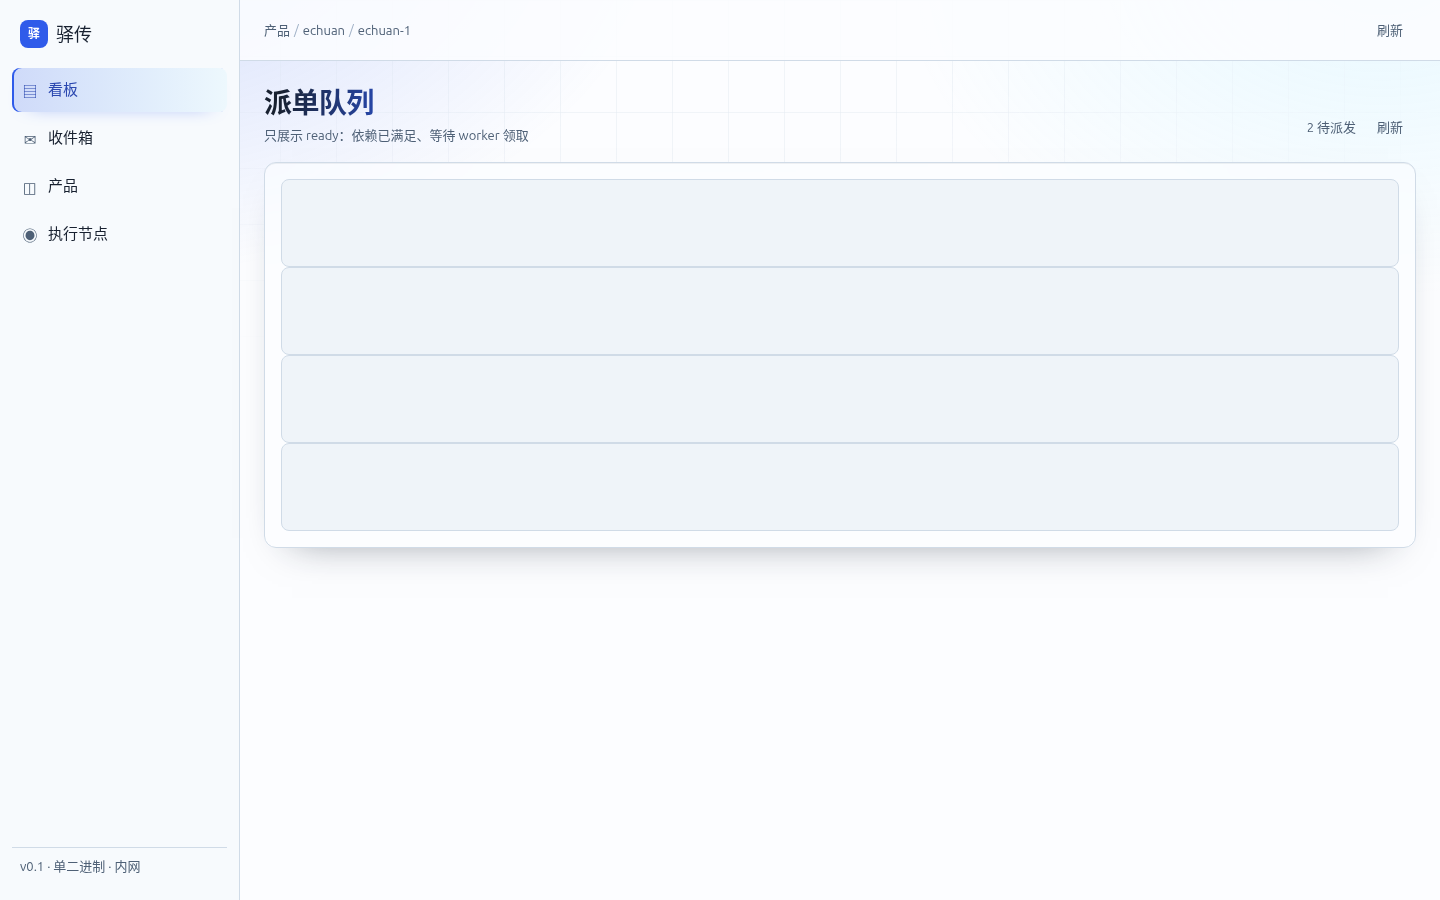 驿 驿传
看板
收件箱
产品
执行节点
v0.1 · 单二进制 · 内网
产品 / echuan / echuan-1
刷新
派单队列
只展示 ready：依赖已满足、等待 worker 领取
2 待派发 刷新